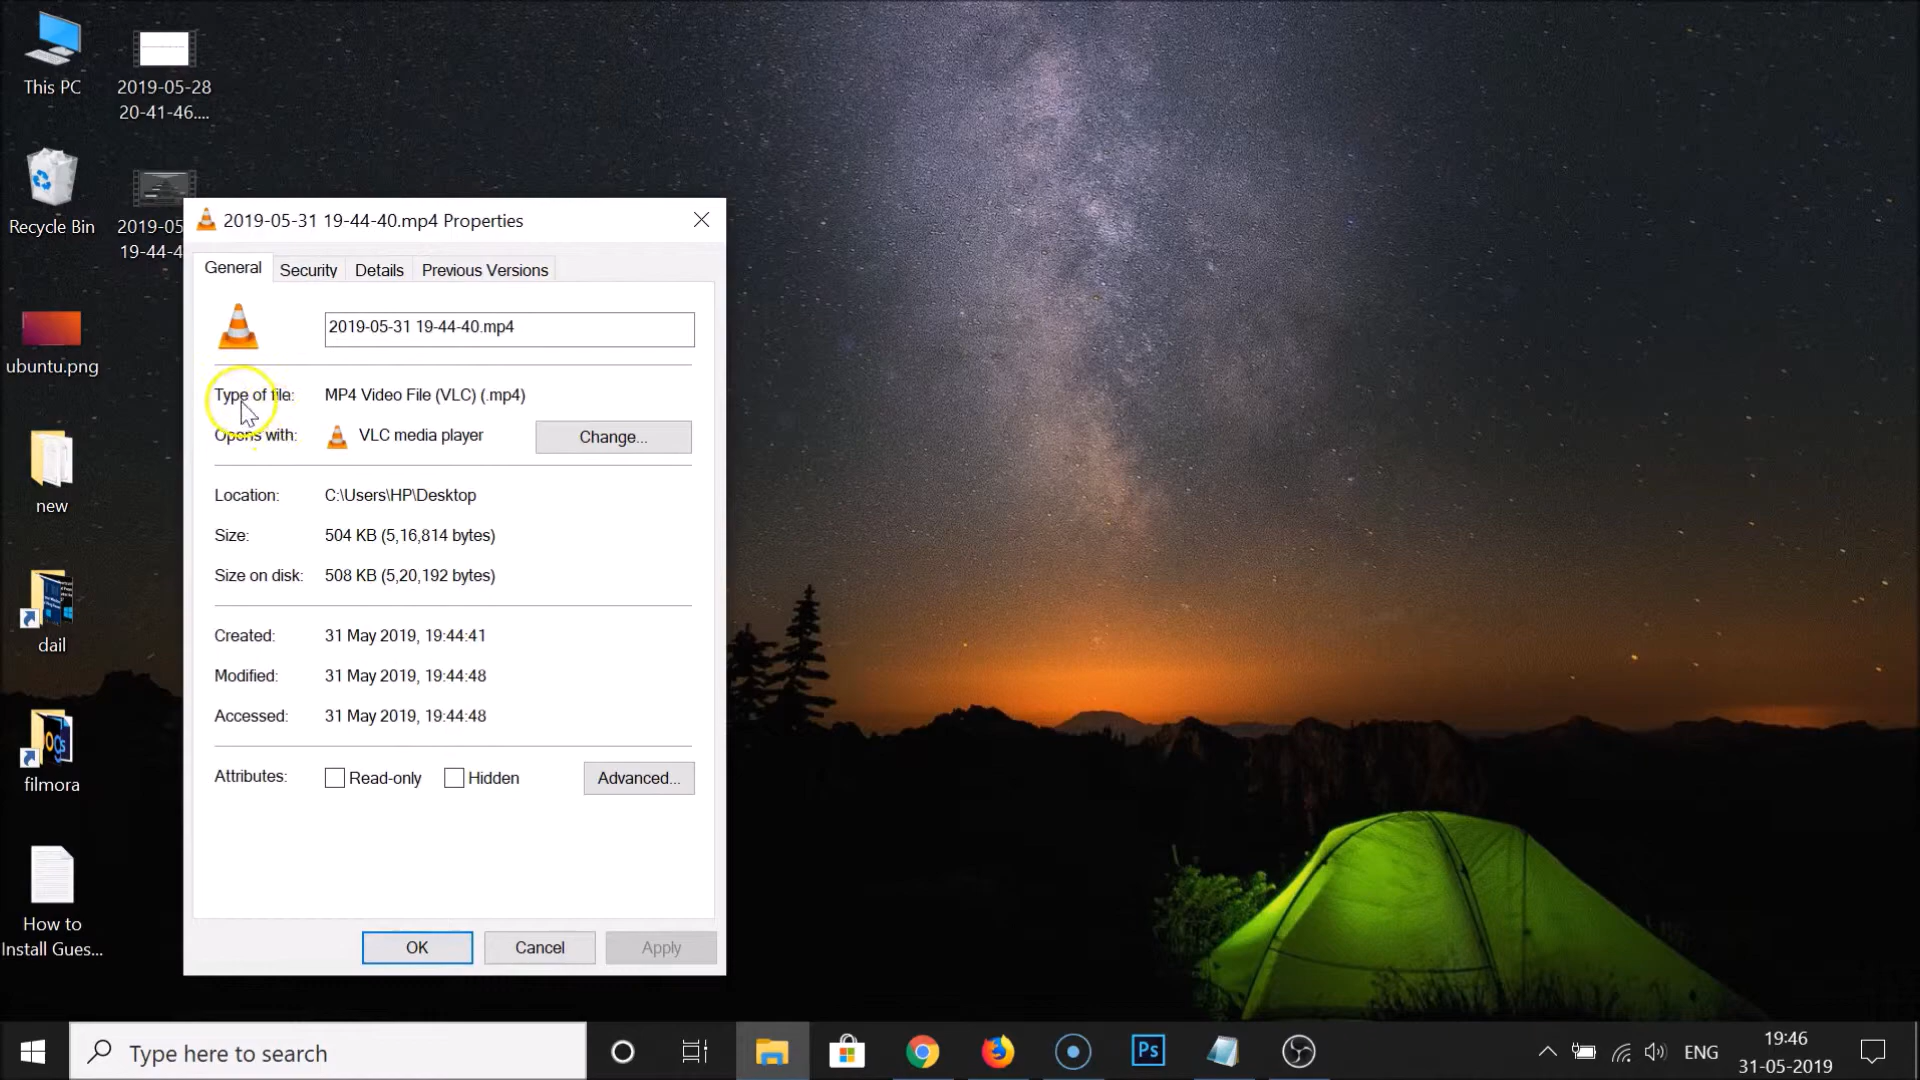 This PC
2019-05-28
20-41-46....
Recycle Bin
2019-05
19-44-4
ubuntu.png
new
dail
filmora
How to
Install Gues...
2019-05-31 19-44-40.mp4 Properties
General
Security
Details
Previous Versions
2019-05-31 19-44-40.mp4
Type of file:
MP4 Video File (VLC) (.mp4)
Opens with:
VLC media player
Change...
Location:
C:\Users\HP\Desktop
Size:
504 KB (5,16,814 bytes)
Size on disk:
508 KB (5,20,192 bytes)
Created:
31 May 2019, 19:44:41
Modified:
31 May 2019, 19:44:48
Accessed:
31 May 2019, 19:44:48
Attributes:
Read-only
Hidden
Advanced...
OK
Cancel
Apply
Type here to search
Ps
ENG
19:46
31-05-2019